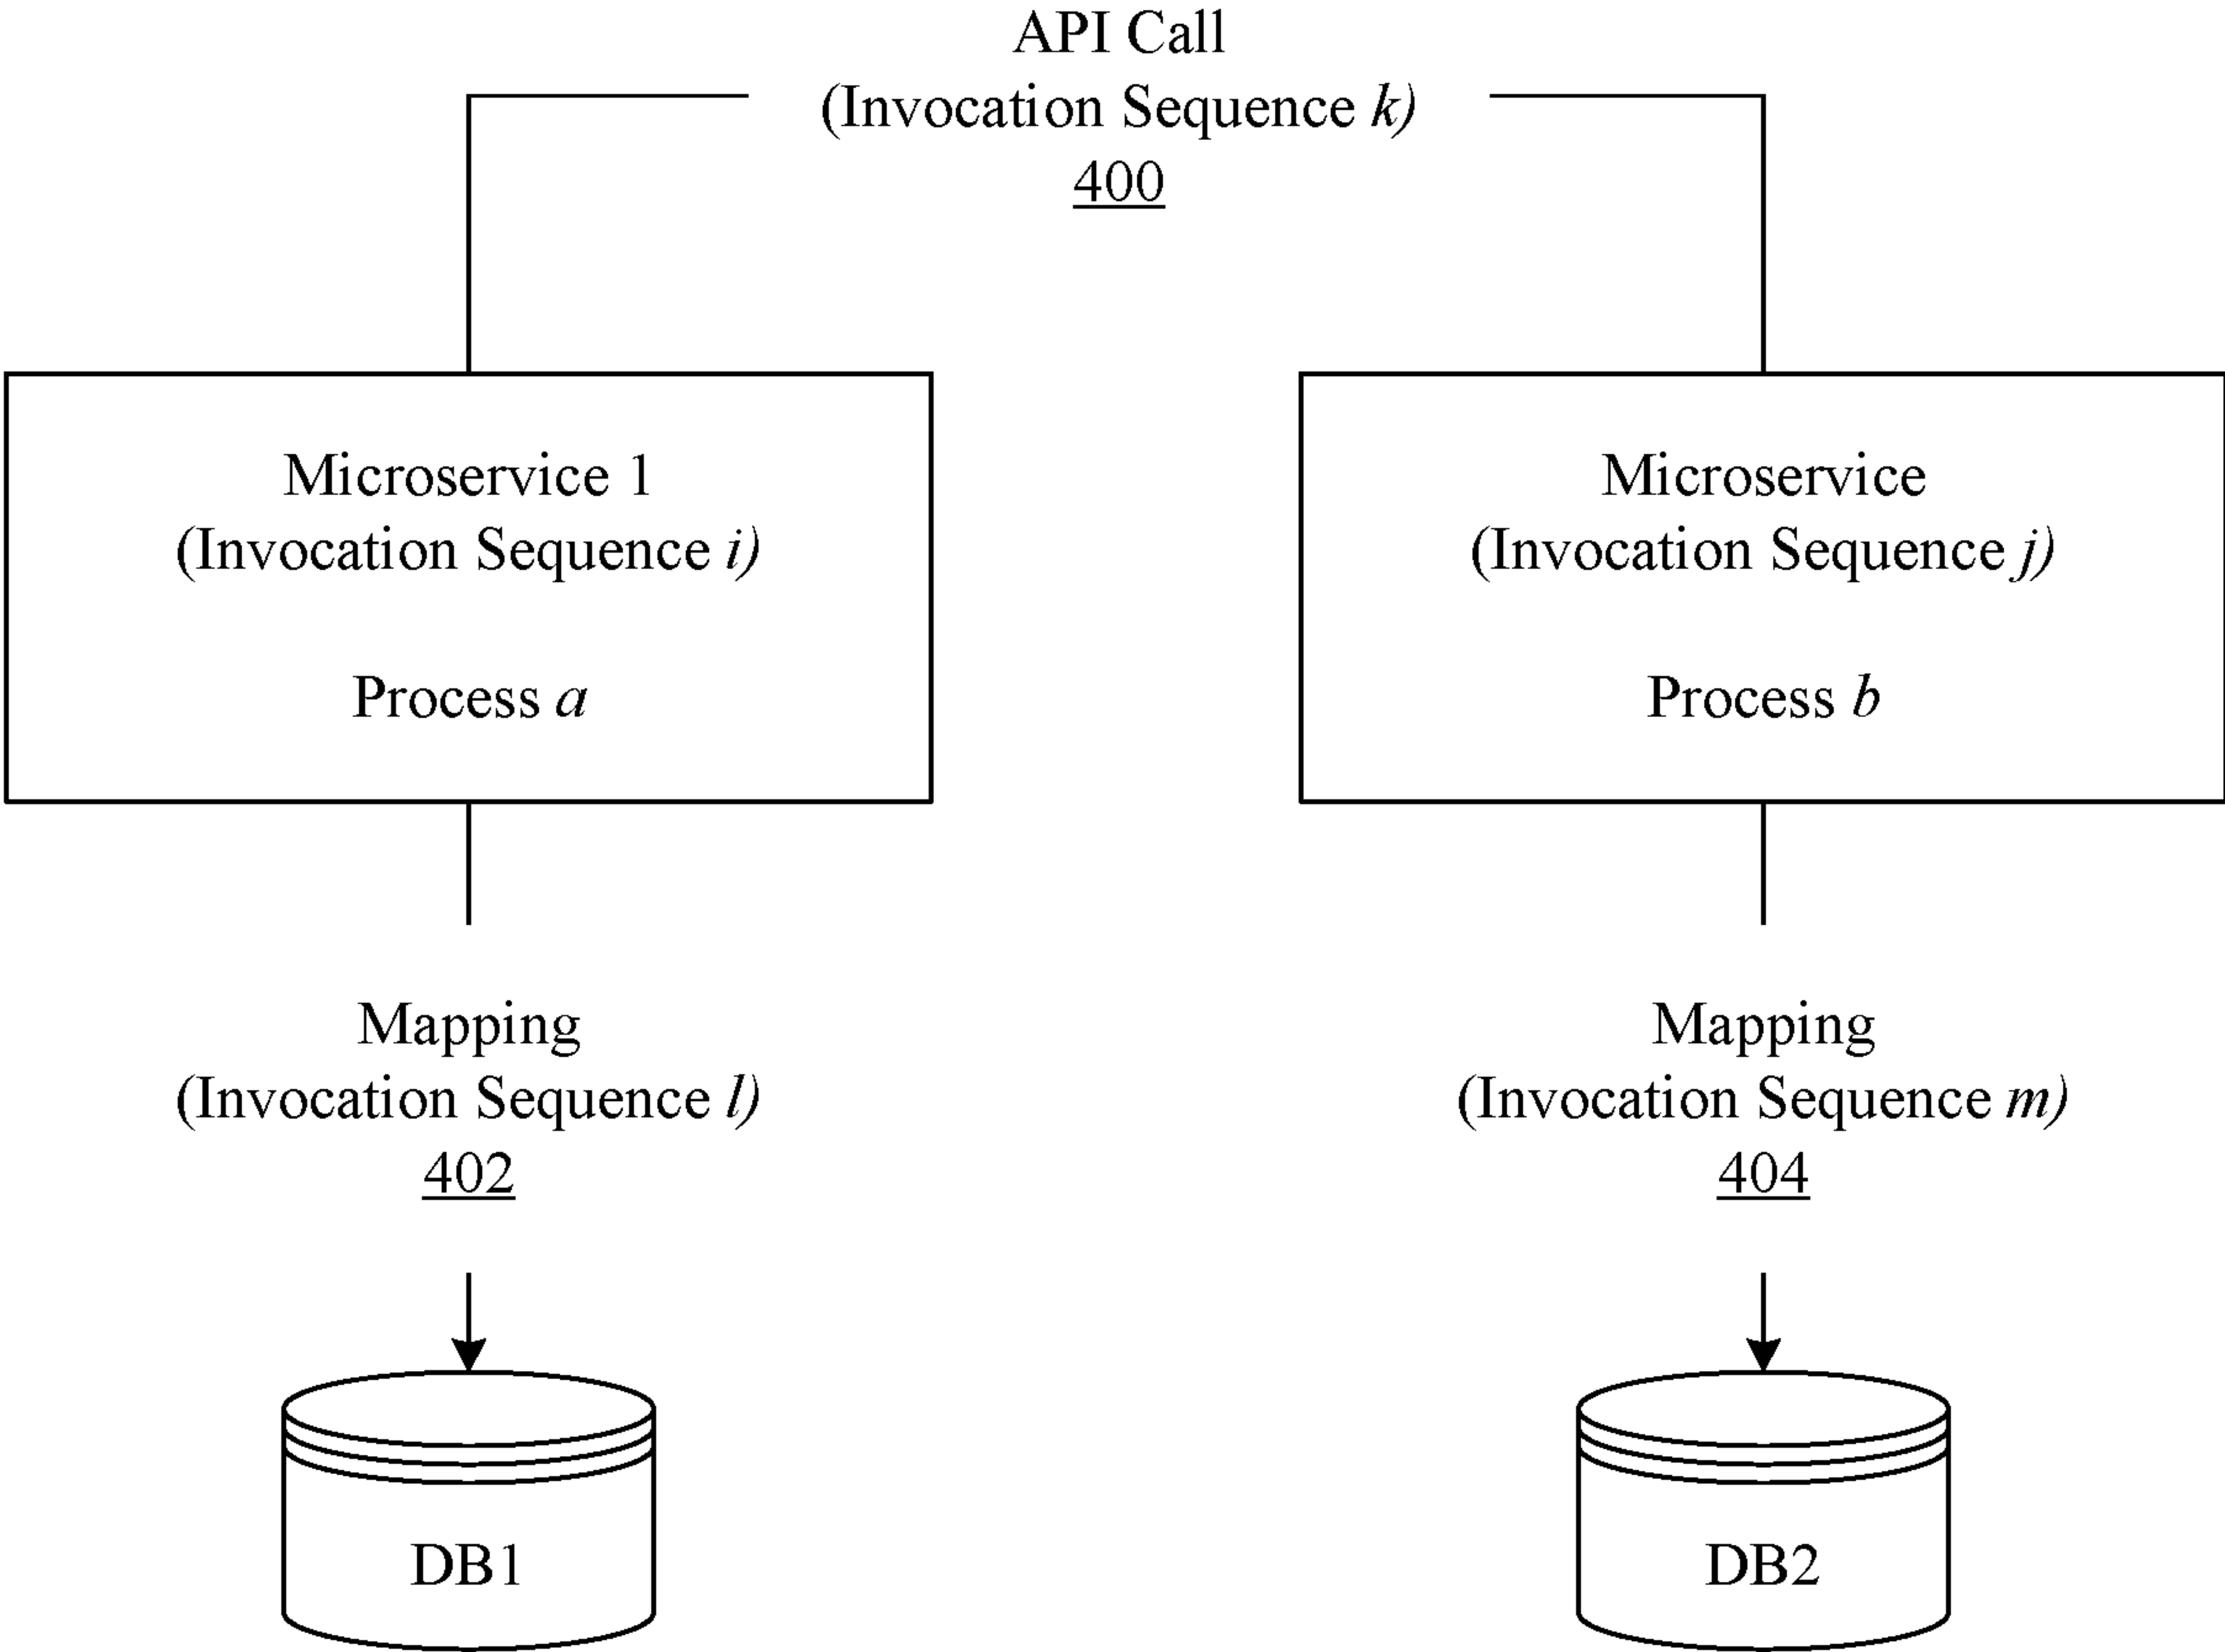 API Call
(Invocation Sequence k)
400
Microservice 1
(Invocation Sequence i)
Process a
Microservice
(Invocation Sequence j)
Process b
Mapping
(Invocation Sequence l)
402
Mapping
(Invocation Sequence m)
404
DB1
DB2